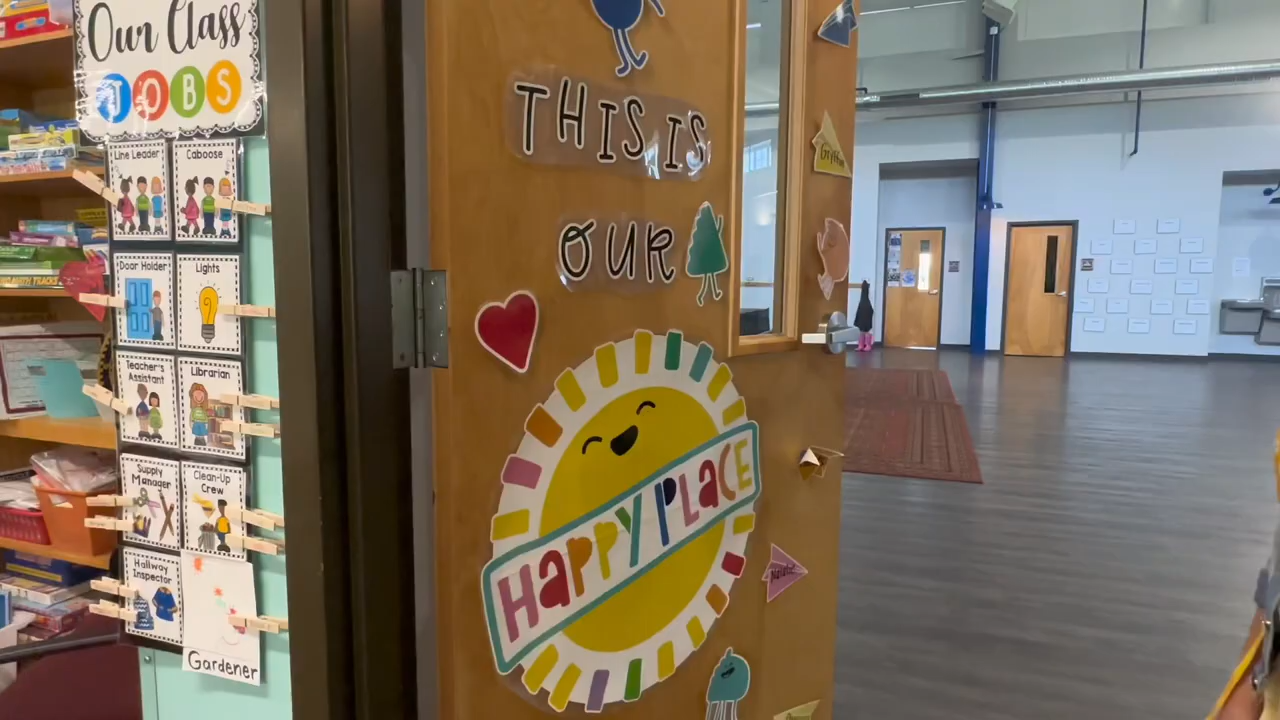 Our Class
JOBS
Line Leader
Caboose
Door Holder
Lights
Teacher's
Assistant
Librarian
Supply
Manager
Clean-Up
Crew
Hallway
Inspector
Gardener
THIS IS
OUR
HAPPY PLACE
Griffin